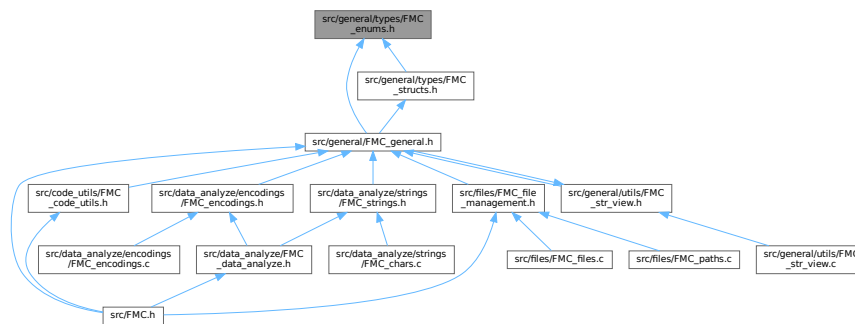 src/general/types/FMC
_enums.h
src/general/types/FMC
_structs.h
src/general/FMC_general.h
src/code_utils/FMC
_code_utils.h
src/data_analyze/encodings
/FMC_encodings.h
src/data_analyze/strings
/FMC_strings.h
src/files/FMC_file
_management.h
src/general/utils/FMC
_str_view.h
src/data_analyze/encodings
/FMC_encodings.c
src/data_analyze/FMC
_data_analyze.h
src/data_analyze/strings
/FMC_chars.c
src/files/FMC_files.c
src/files/FMC_paths.c
src/general/utils/FMC
_str_view.c
src/FMC.h